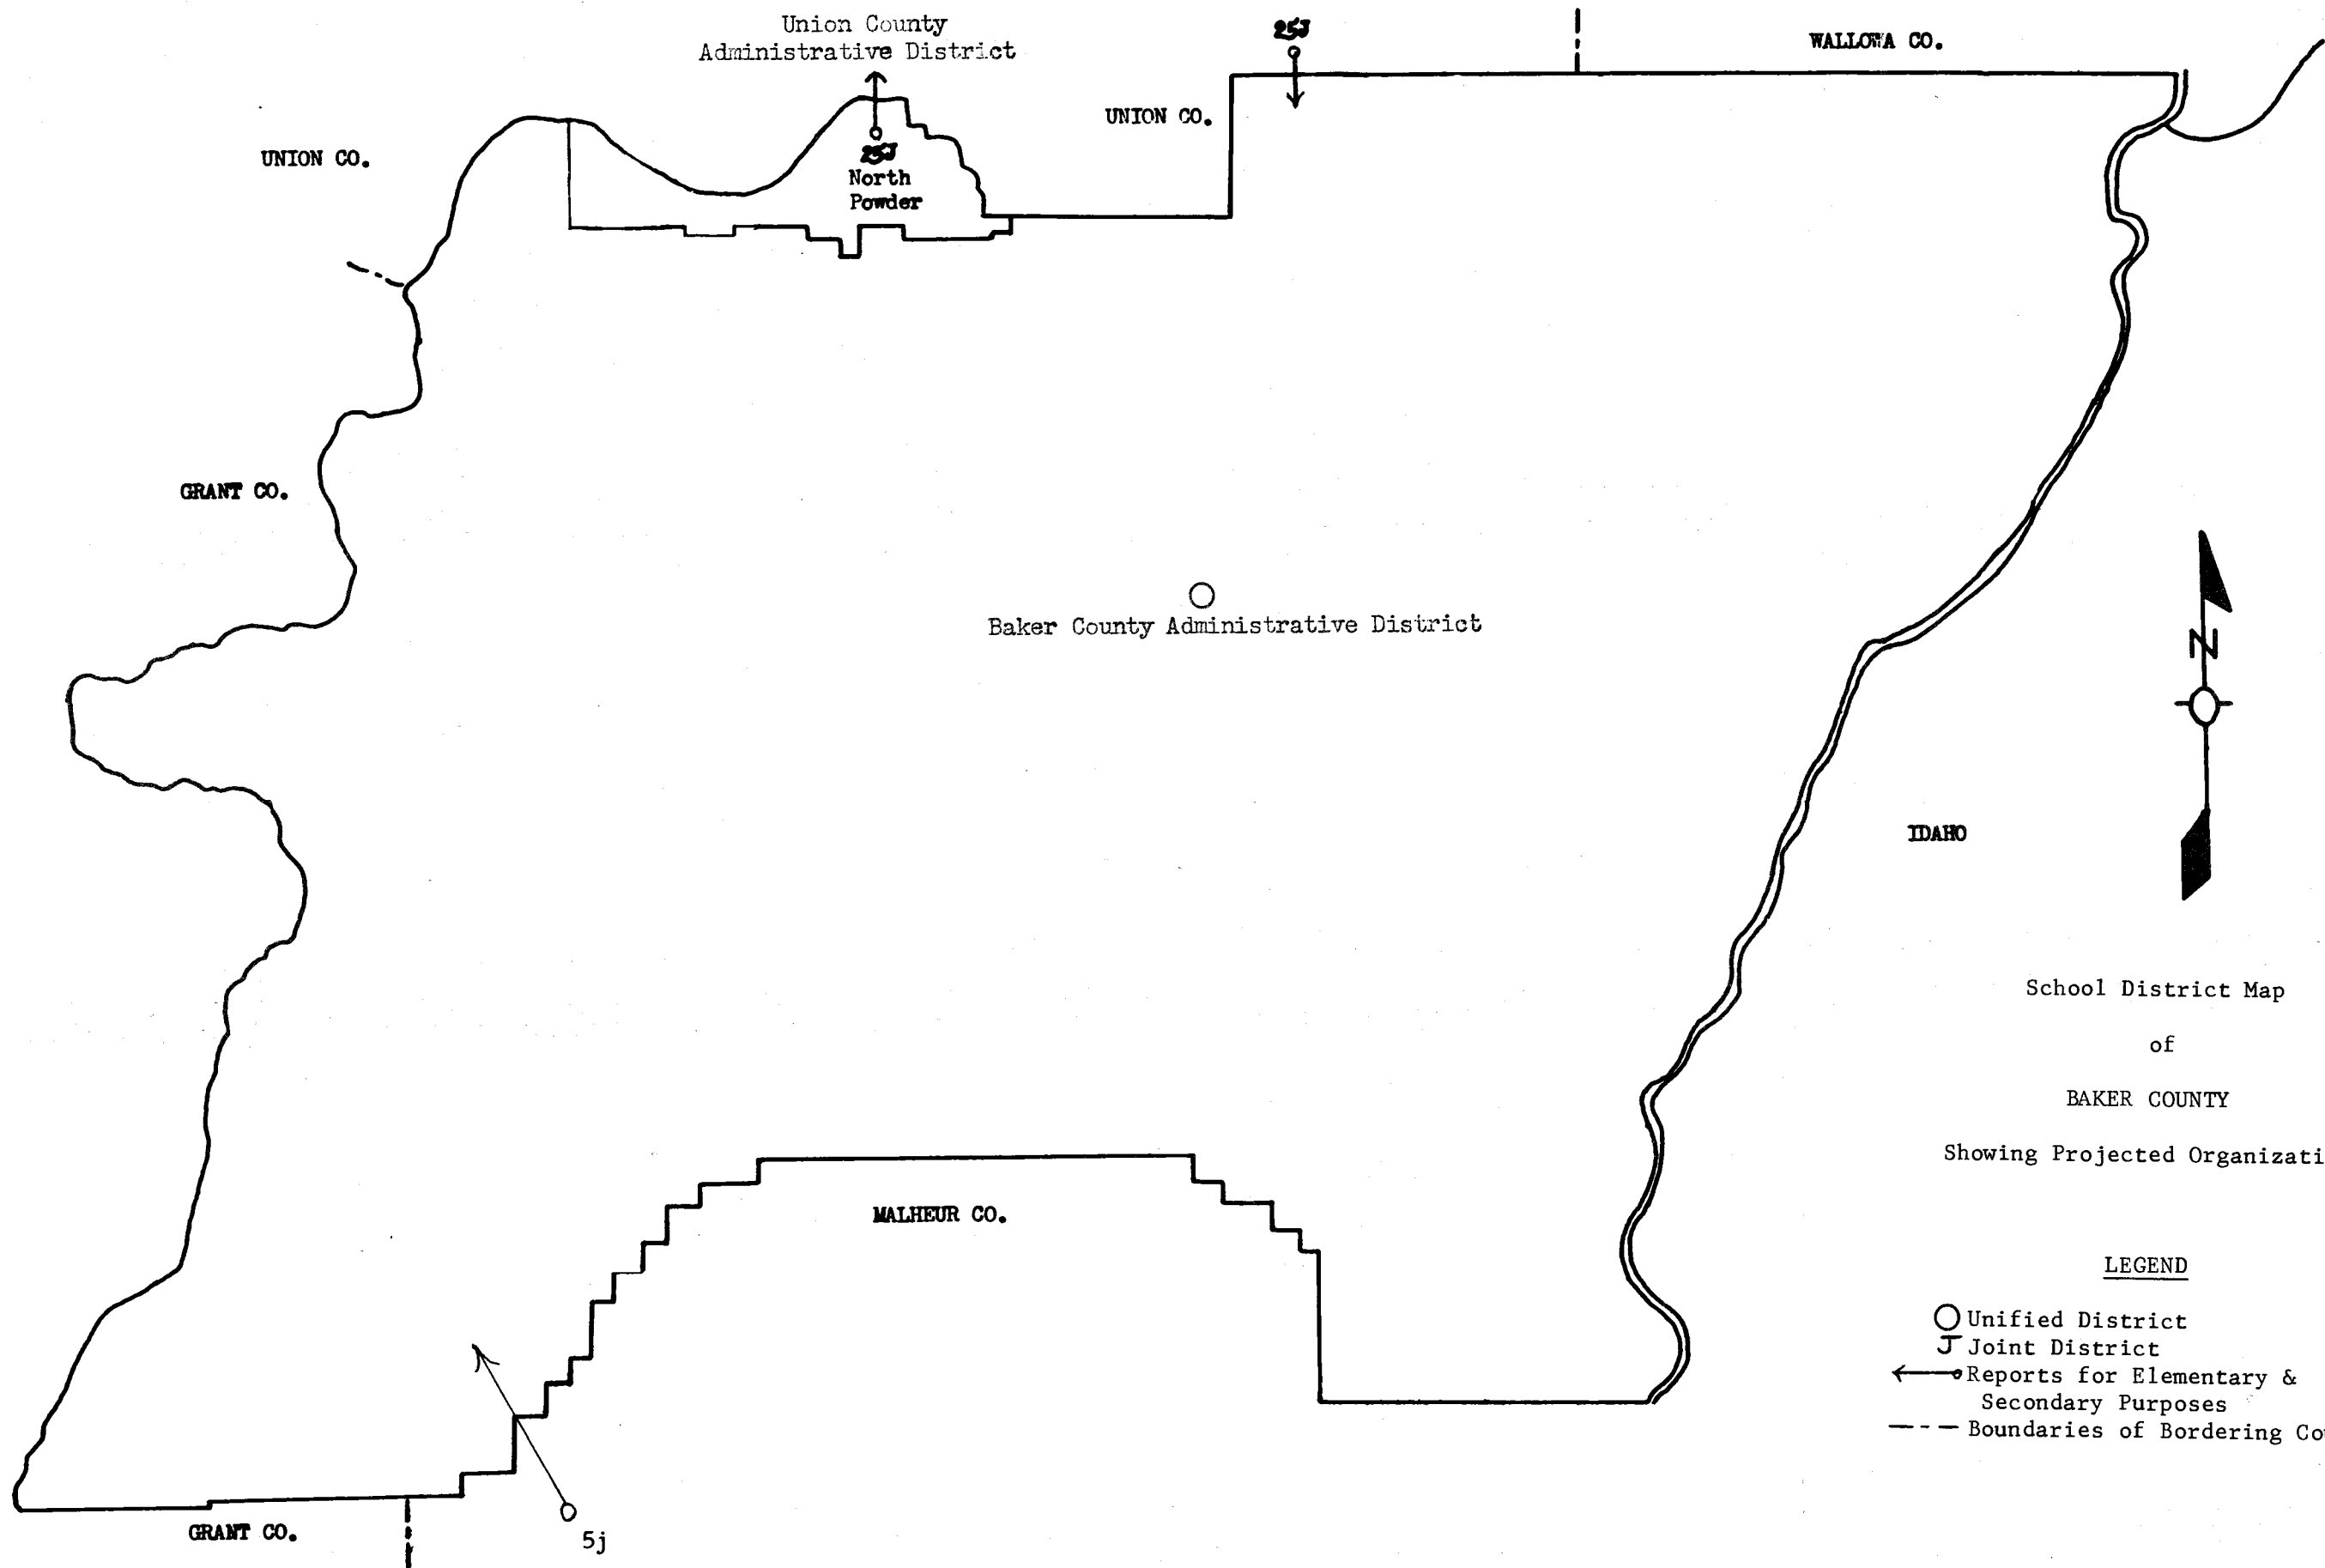 Union County
Administrative District
25J
WALLOWA CO.
UNION CO.
UNION CO.
25J
North
Powder
GRANT CO.
Baker County Administrative District
N
IDAHO
School District Map
of
BAKER COUNTY
Showing Projected Organizati
MALHEUR CO.
LEGEND
Unified District
J Joint District
Reports for Elementary &
Secondary Purposes
Boundaries of Bordering Co
GRANT CO.
5j